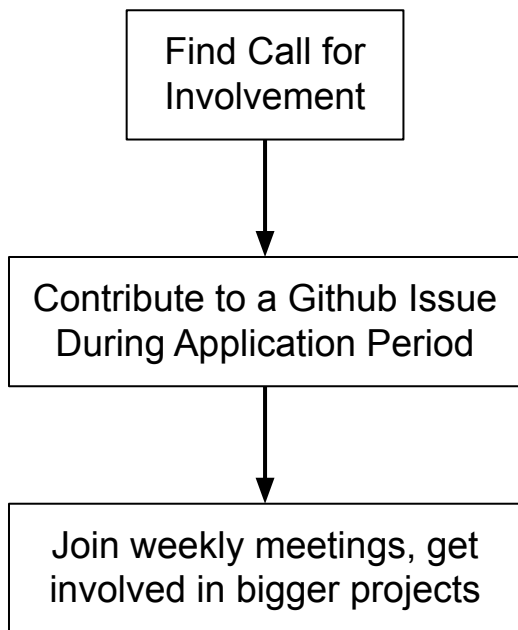 Find Call for
Involvement
Contribute to a Github Issue
During Application Period
Join weekly meetings, get
involved in bigger projects